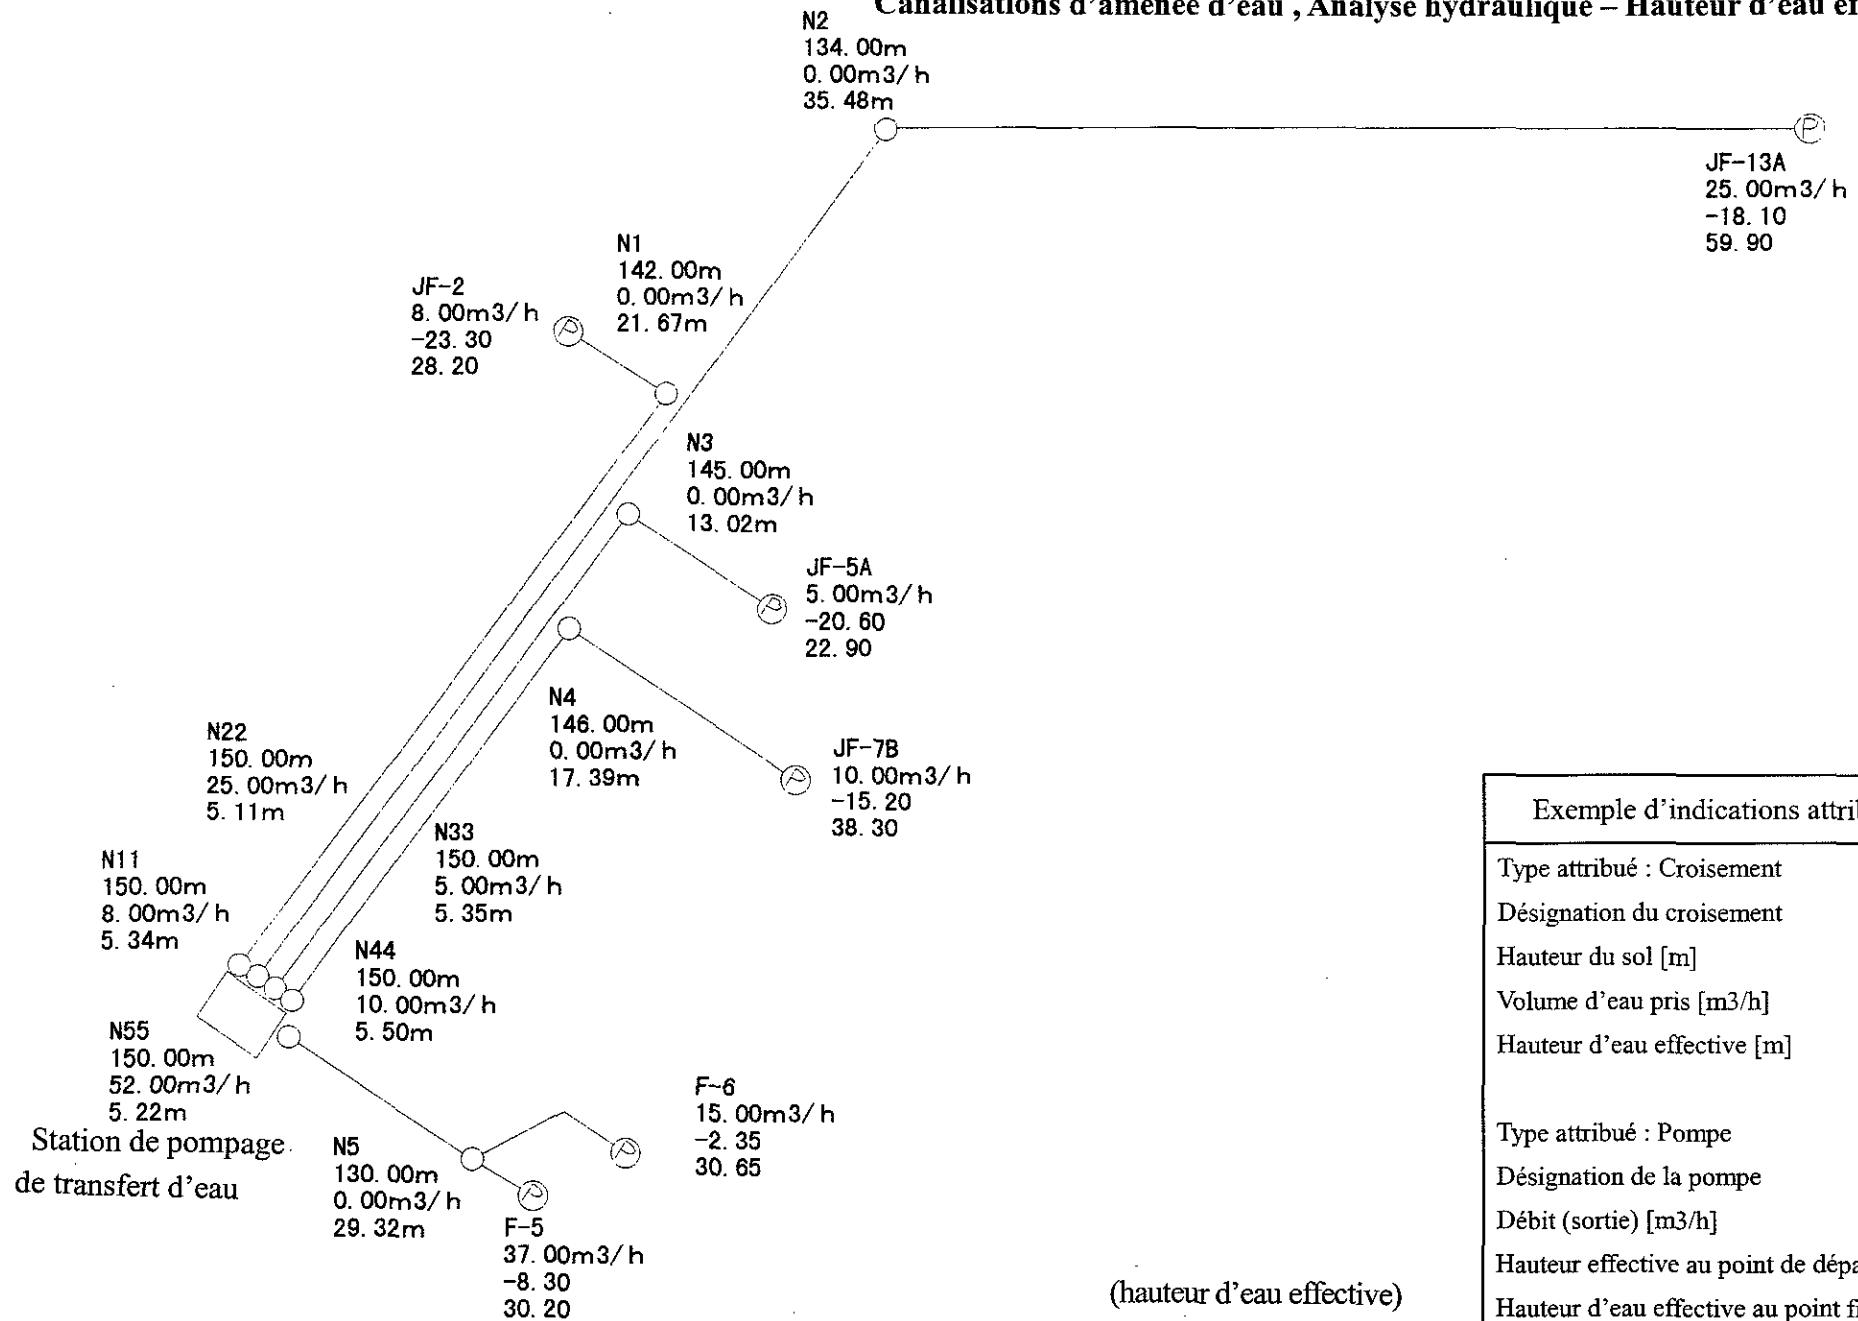 Canalisations d'amenée d'eau , Analyse hydraulique – Hauteur d'eau
N2
134.00m
0.00m3/h
35.48m
JF-13A
25.00m3/h
-18.10
59.90
N1
142.00m
0.00m3/h
21.67m
JF-2
8.00m3/h
-23.30
28.20
N3
145.00m
0.00m3/h
13.02m
JF-5A
5.00m3/h
-20.60
22.90
N4
146.00m
0.00m3/h
17.39m
JF-7B
10.00m3/h
-15.20
38.30
N22
150.00m
25.00m3/h
5.11m
N33
150.00m
5.00m3/h
5.35m
N11
150.00m
8.00m3/h
5.34m
N44
150.00m
10.00m3/h
5.50m
N55
150.00m
52.00m3/h
5.22m
Station de pompage
de transfert d'eau
N5
130.00m
0.00m3/h
29.32m
F-6
15.00m3/h
-2.35
30.65
F-5
37.00m3/h
-8.30
30.20
(hauteur d'eau effective)
Exemple d'indications attri
Type attribué : Croisement
Désignation du croisement
Hauteur du sol [m]
Volume d'eau pris [m3/h]
Hauteur d'eau effective [m]
Type attribué : Pompe
Désignation de la pompe
Débit (sortie) [m3/h]
Hauteur effective au point de dépa
Hauteur d'eau effective au point fi
P
P
P
P
P
P